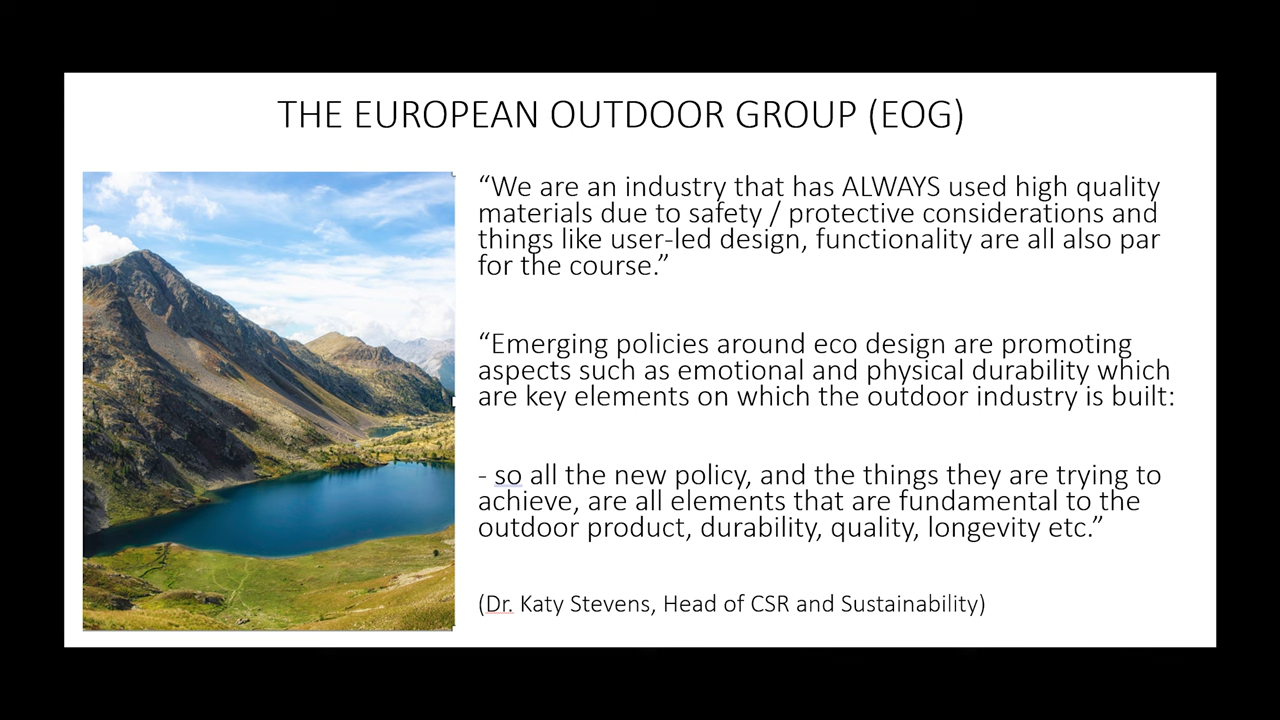 THE EUROPEAN OUTDOOR GROUP (EOG)
“We are an industry that has ALWAYS used high quality
materials due to safety / protective considerations and
things like user-led design, functionality are all also par
for the course.”
“Emerging policies around eco design are promoting
aspects such as emotional and physical durability which
are key elements on which the outdoor industry is built:
- so all the new policy, and the things they are trying to
achieve, are all elements that are fundamental to the
outdoor product, durability, quality, longevity etc.”
(Dr. Katy Stevens, Head of CSR and Sustainability)